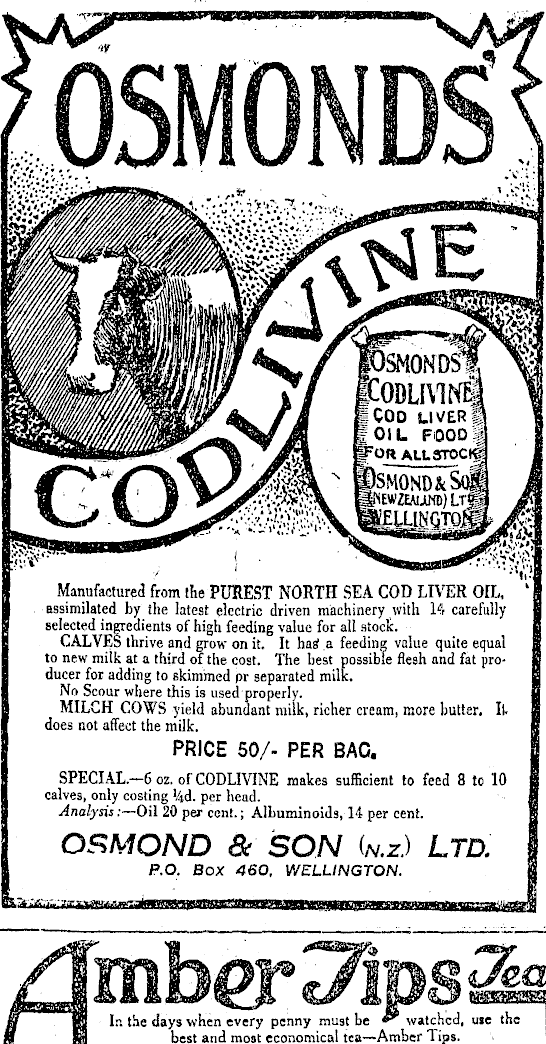 OSMONDS'
CODLIVINE
OSMONDS
CODLIVINE
COD LIVER
OIL FOOD
FOR ALL STOCK
OSMOND & SON
(NEW ZEALAND) LTD
WELLINGTON
Manufactured from the PUREST NORTH SEA COD LIVER OIL,
assimilated by the latest electric driven machinery with 14 carefully
selected ingredients of high feeding value for all stock.
CALVES thrive and grow on it. It has a feeding value quite equal
to new milk at a third of the cost. The best possible flesh and fat pro-
ducer for adding to skimmed or separated milk.
No Scour where this is used properly.
MILCH COWS yield abundant milk, richer cream, more butter. It
does not affect the milk.
PRICE 50/- PER BAG.
SPECIAL.—6 oz. of CODLIVINE makes sufficient to feed 8 to 10
calves, only costing ¼d. per head.
Analysis:—Oil 20 per cent.; Albuminoids, 14 per cent.
OSMOND & SON (N.Z.) LTD.
P.O. Box 460, WELLINGTON.
Amber Tips Tea
In the days when every penny must be watched, use the
best and most economical tea—Amber Tips.